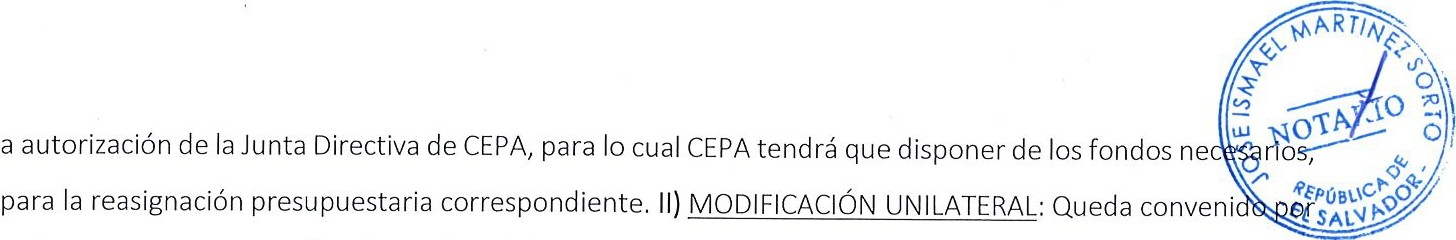 JOSE ISMAEL MARTINEZ SORTO
NOTARIO
REPÚBLICA DE
EL SALVADOR-
a autorización de la Junta Directiva de CEPA, para lo cual CEPA tendrá que disponer de los fondos necesarios,
para la reasignación presupuestaria correspondiente. II) MODIFICACIÓN UNILATERAL: Queda convenido por